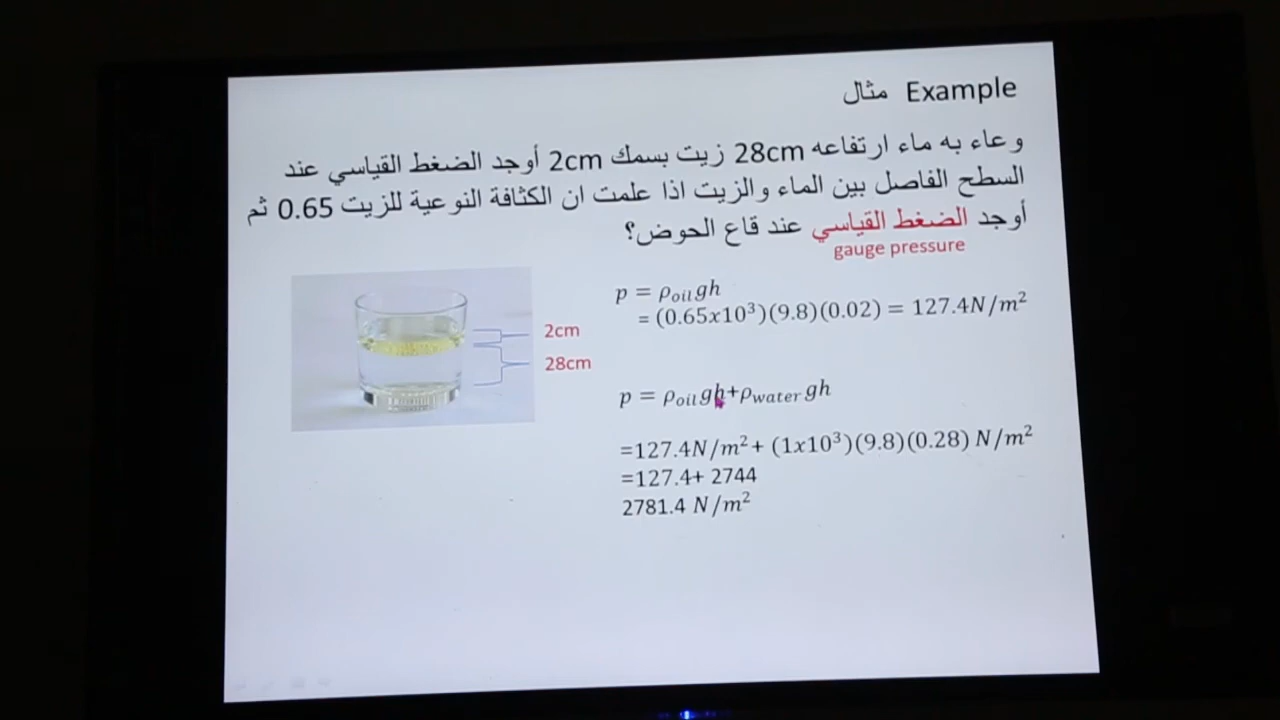 مثال Example
وعاء به ماء ارتفاعه 28cm زيت بسمك 2cm أوجد الضغط القياسي عند
السطح الفاصل بين الماء والزيت اذا علمت ان الكثافة النوعية للزيت 0.65 ثم
أوجد الضغط القياسي عند قاع الحوض؟
gauge pressure
p = ρ_oil gh
= (0.65x10³)(9.8)(0.02) = 127.4N/m²
2cm
28cm
p = ρ_oil gh+ρ_water gh
=127.4N/m²+ (1x10³)(9.8)(0.28) N/m²
=127.4+ 2744
2781.4 N/m²